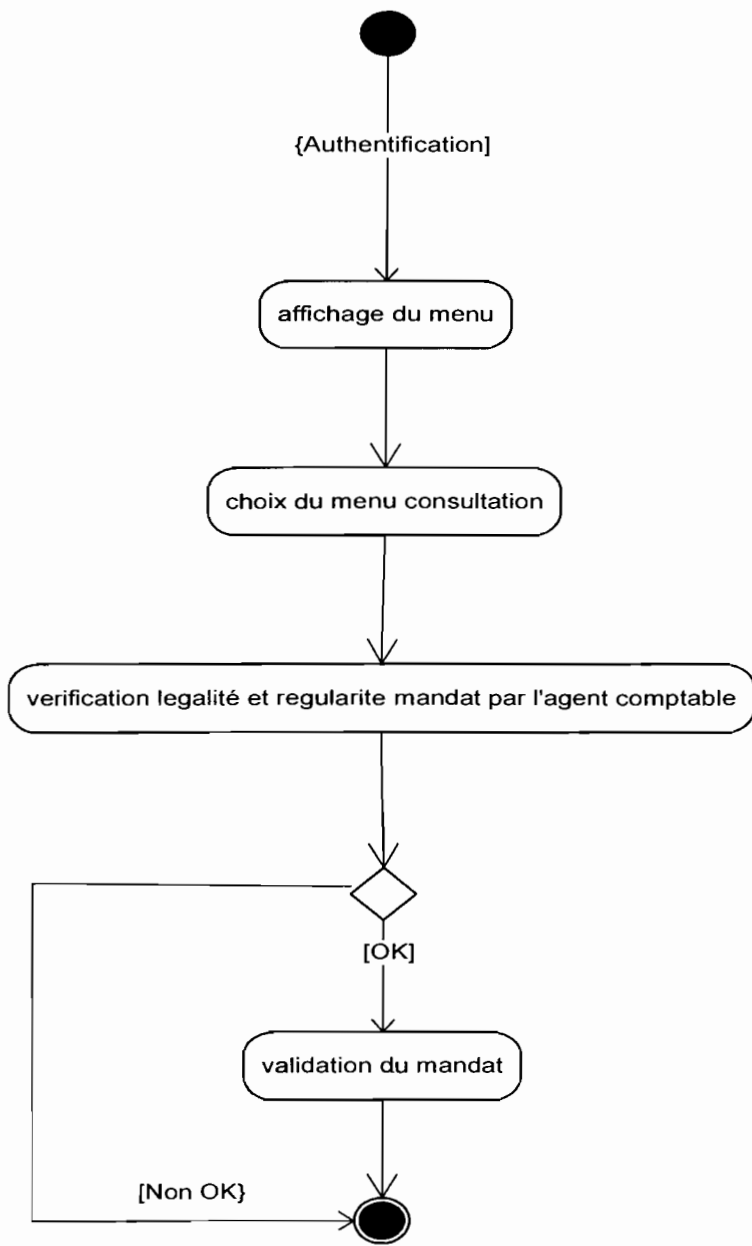 {Authentification]
affichage du menu
choix du menu consultation
verification legalité et regularite mandat par l'agent comptable
[OK]
validation du mandat
[Non OK}